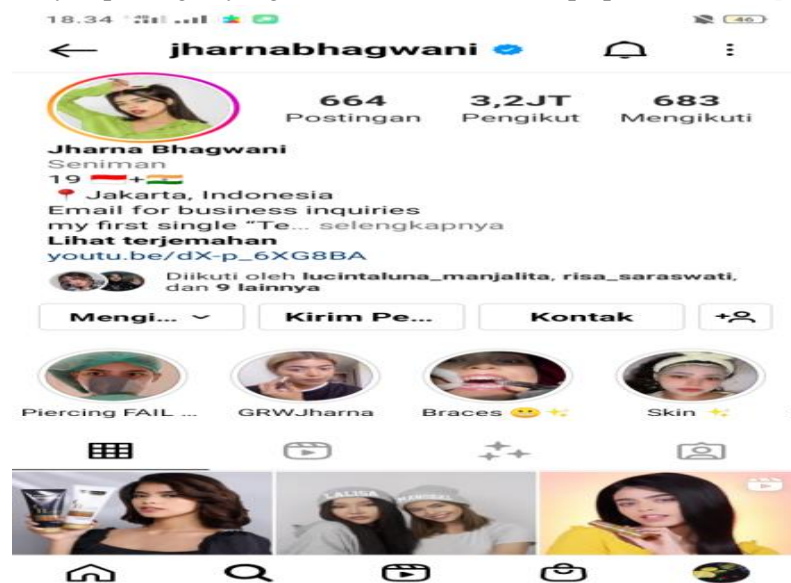 18.34
46
jharnabhagwani
664 3,2JT 683
Postingan Pengikut Mengikuti
Jharna Bhagwani
Seniman
19 🇮🇩+🇮🇳
📍 Jakarta, Indonesia
Email for business inquiries
my first single “Te... selengkapnya
Lihat terjemahan
youtu.be/dX-p_6XG8BA
Diikuti oleh lucintaluna_manjalita, risa_saraswati,
dan 9 lainnya
Mengi... Kirim Pe... Kontak
Piercing FAIL ... GRWJharna Braces 🙂✨ Skin ✨
LALISA MANOBAL